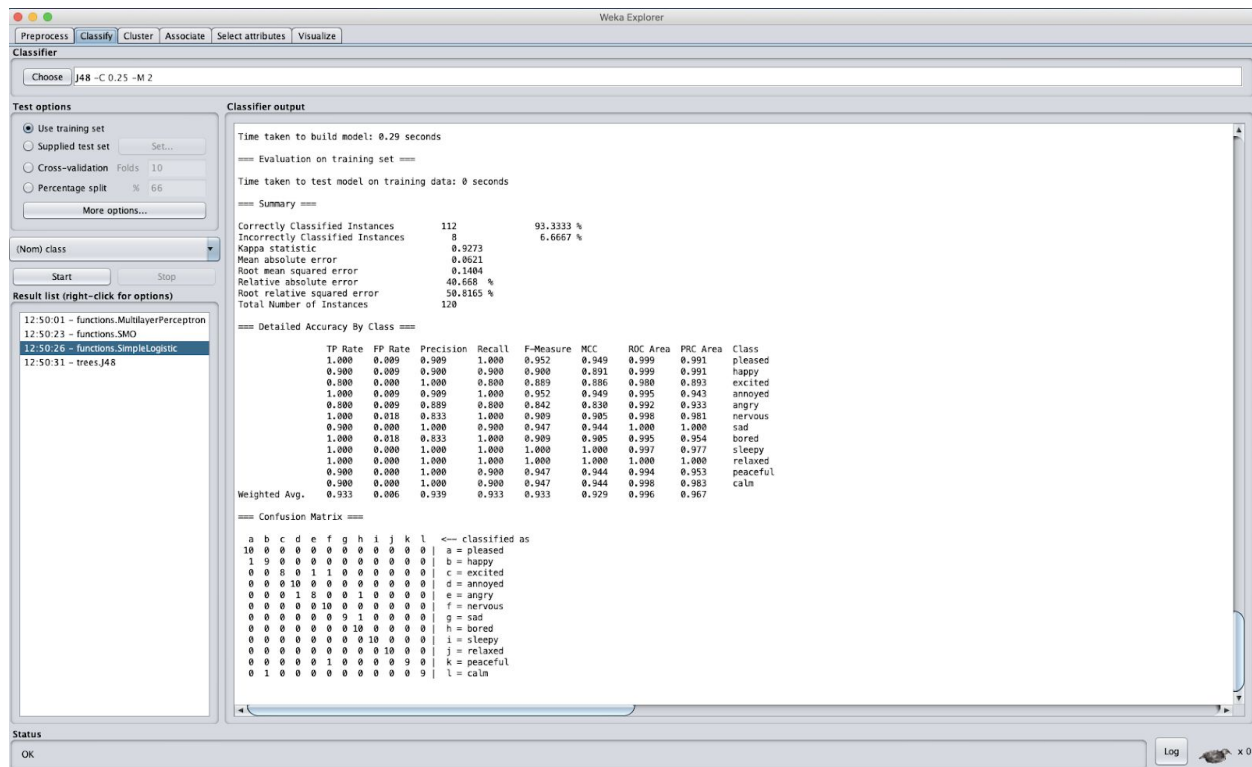 Weka Explorer
Preprocess Classify Cluster Associate Select attributes Visualize
Classifier
Choose J48 -C 0.25 -M 2
Test options
Use training set
Supplied test set Set...
Cross-validation Folds 10
Percentage split % 66
More options...
(Nom) class
Start Stop
Result list (right-click for options)
12:50:01 - functions.MultilayerPerceptron
12:50:23 - functions.SMO
12:50:26 - functions.SimpleLogistic
12:50:31 - trees.J48
Classifier output
Time taken to build model: 0.29 seconds
=== Evaluation on training set ===
Time taken to test model on training data: 0 seconds
=== Summary ===
Correctly Classified Instances 112 93.3333 %
Incorrectly Classified Instances 8 6.6667 %
Kappa statistic 0.9273
Mean absolute error 0.0621
Root mean squared error 0.1404
Relative absolute error 40.668 %
Root relative squared error 50.8165 %
Total Number of Instances 120
=== Detailed Accuracy By Class ===
TP Rate FP Rate Precision Recall F-Measure MCC ROC Area PRC Area Class
1.000 0.009 0.909 1.000 0.952 0.949 0.999 0.991 pleased
0.900 0.009 0.900 0.900 0.900 0.891 0.999 0.991 happy
0.800 0.000 1.000 0.800 0.889 0.886 0.980 0.893 excited
1.000 0.009 0.909 1.000 0.952 0.949 0.995 0.943 annoyed
0.800 0.009 0.889 0.800 0.842 0.830 0.992 0.933 angry
1.000 0.018 0.833 1.000 0.909 0.905 0.998 0.981 nervous
0.900 0.000 1.000 0.900 0.947 0.944 1.000 1.000 sad
1.000 0.018 0.833 1.000 0.909 0.905 0.995 0.954 bored
1.000 0.000 1.000 1.000 1.000 1.000 0.997 0.977 sleepy
1.000 0.000 1.000 1.000 1.000 1.000 1.000 1.000 relaxed
0.900 0.000 1.000 0.900 0.947 0.944 0.994 0.953 peaceful
0.900 0.000 1.000 0.900 0.947 0.944 0.998 0.983 calm
Weighted Avg. 0.933 0.006 0.939 0.933 0.933 0.929 0.996 0.967
=== Confusion Matrix ===
a b c d e f g h i j k l <-- classified as
10 0 0 0 0 0 0 0 0 0 0 0 | a = pleased
1 9 0 0 0 0 0 0 0 0 0 0 | b = happy
0 0 8 0 1 1 0 0 0 0 0 0 | c = excited
0 0 0 10 0 0 0 0 0 0 0 0 | d = annoyed
0 0 0 1 8 0 0 1 0 0 0 0 | e = angry
0 0 0 0 0 10 0 0 0 0 0 0 | f = nervous
0 0 0 0 0 0 9 1 0 0 0 0 | g = sad
0 0 0 0 0 0 0 10 0 0 0 0 | h = bored
0 0 0 0 0 0 0 0 10 0 0 0 | i = sleepy
0 0 0 0 0 0 0 0 0 10 0 0 | j = relaxed
0 0 0 0 0 1 0 0 0 0 9 0 | k = peaceful
0 1 0 0 0 0 0 0 0 0 0 9 | l = calm
Status
OK
Log x 0